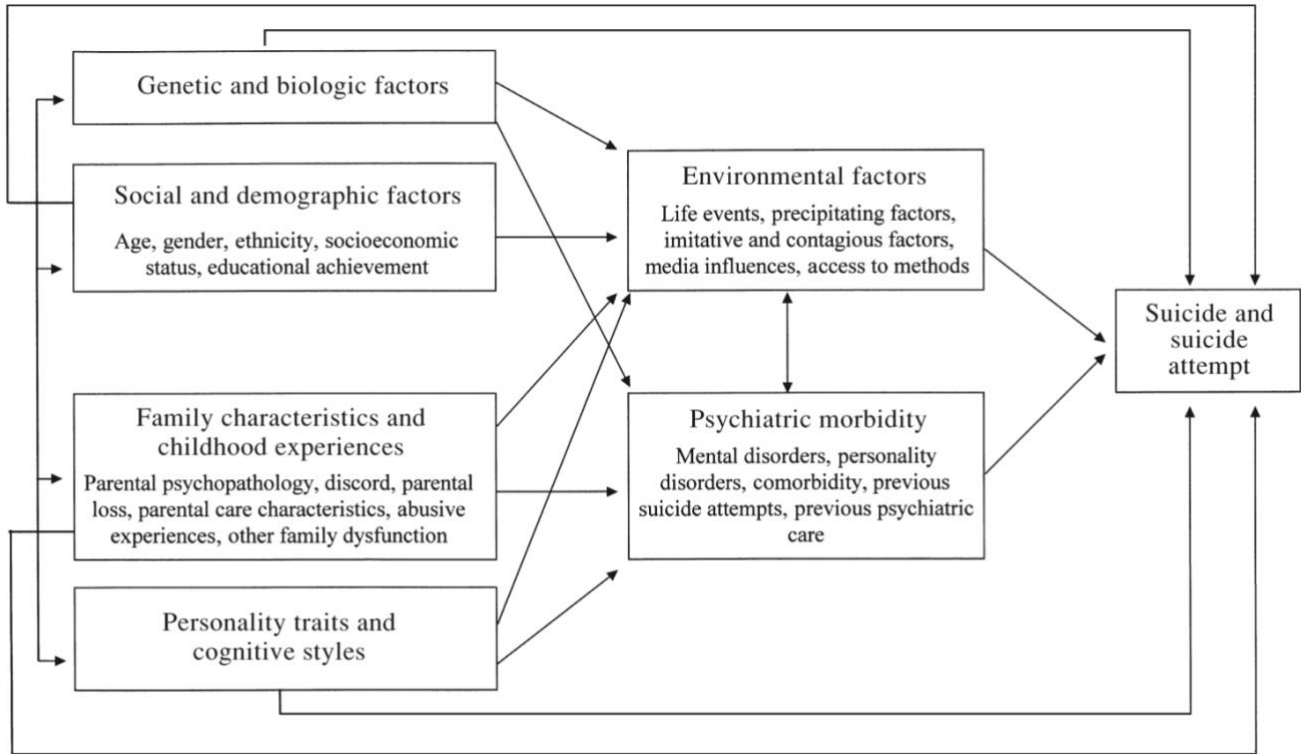 Genetic and biologic factors
Social and demographic factors
Age, gender, ethnicity, socioeconomic
status, educational achievement
Family characteristics and
childhood experiences
Parental psychopathology, discord, parental
loss, parental care characteristics, abusive
experiences, other family dysfunction
Personality traits and
cognitive styles
Environmental factors
Life events, precipitating factors,
imitative and contagious factors,
media influences, access to methods
Psychiatric morbidity
Mental disorders, personality
disorders, comorbidity, previous
suicide attempts, previous psychiatric
care
Suicide and
suicide
attempt